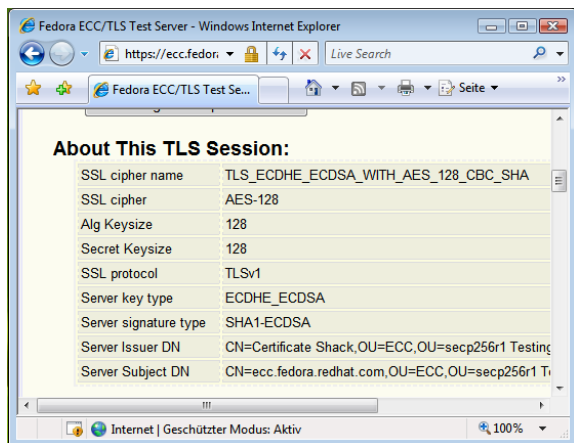 Fedora ECC/TLS Test Server - Windows Internet Explorer
https://ecc.fedor
Live Search
Fedora ECC/TLS Test Se...
Seite
About This TLS Session:
SSL cipher name TLS_ECDHE_ECDSA_WITH_AES_128_CBC_SHA
SSL cipher AES-128
Alg Keysize 128
Secret Keysize 128
SSL protocol TLSv1
Server key type ECDHE_ECDSA
Server signature type SHA1-ECDSA
Server Issuer DN CN=Certificate Shack,OU=ECC,OU=secp256r1 Testing
Server Subject DN CN=ecc.fedora.redhat.com,OU=ECC,OU=secp256r1
Internet | Geschützter Modus: Aktiv 100%